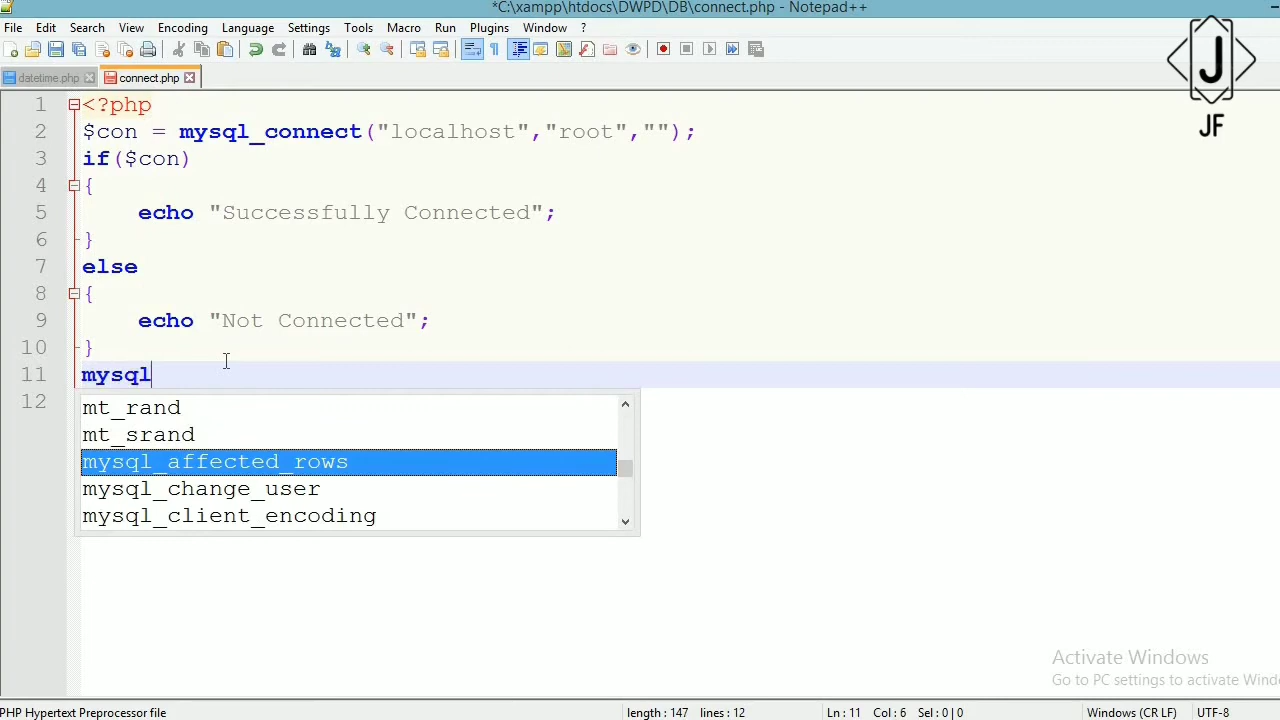 *C:\xampp\htdocs\DWPD\DB\connect.php - Notepad++
File Edit Search View Encoding Language Settings Tools Macro Run Plugins Window ?
datetime.php connect.php
J
JF
1 <?php
2 $con = mysql_connect("localhost","root","");
3 if($con)
4 {
5 echo "Successfully Connected";
6 }
7 else
8 {
9 echo "Not Connected";
10 }
11 mysql
12
mt_rand
mt_srand
mysql_affected_rows
mysql_change_user
mysql_client_encoding
Activate Windows
Go to PC settings to activate Wind
PHP Hypertext Preprocessor file length : 147 lines : 12 Ln : 11 Col : 6 Sel : 0 | 0 Windows (CR LF) UTF-8